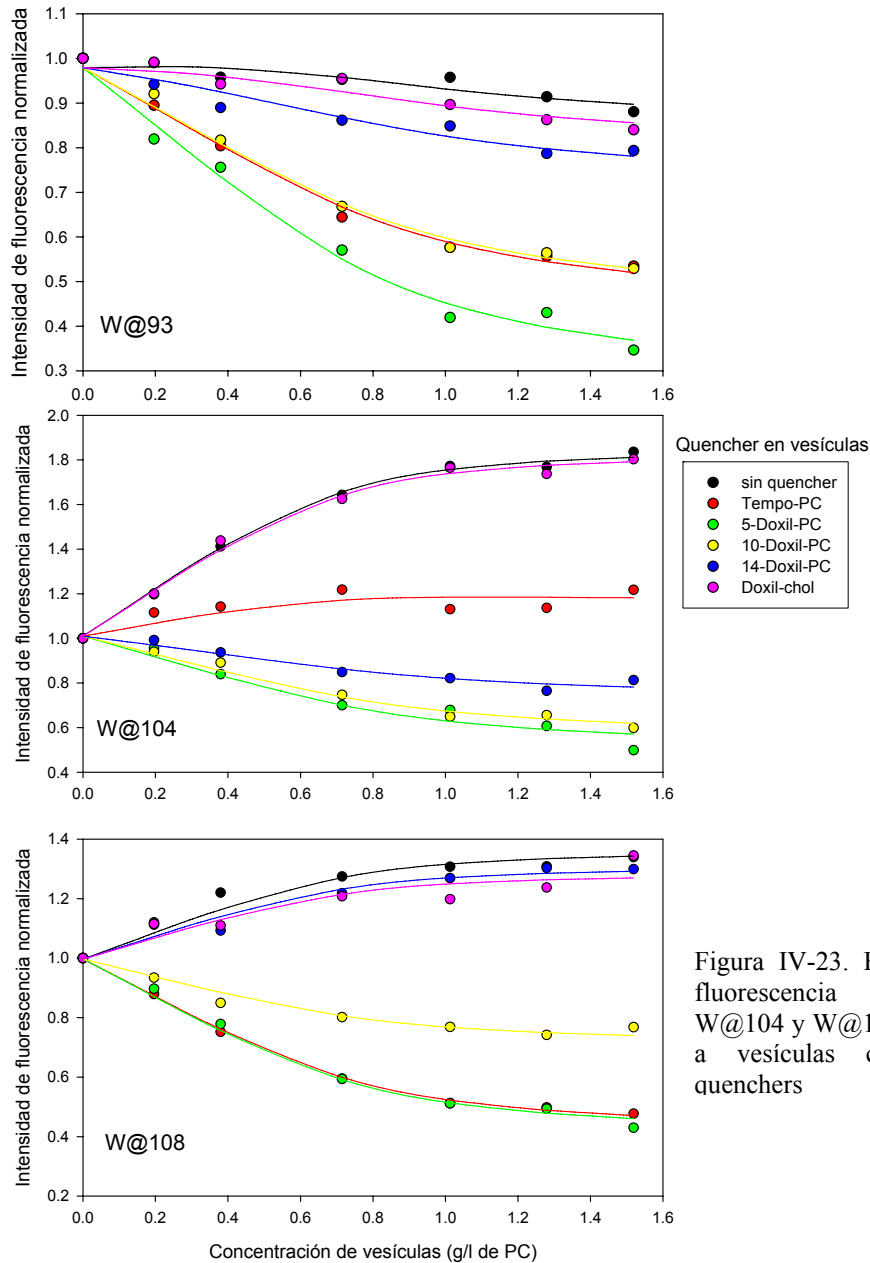 1.1
1.0
0.9
0.8
0.7
0.6
0.5
0.4
0.3
Intensidad de fluorescencia normalizada
W@93
0.0 0.2 0.4 0.6 0.8 1.0 1.2 1.4 1.6
2.0
1.8
1.6
1.4
1.2
1.0
0.8
0.6
0.4
Intensidad de fluorescencia normalizada
W@104
0.0 0.2 0.4 0.6 0.8 1.0 1.2 1.4 1.6
Quencher en vesículas
sin quencher
Tempo-PC
5-Doxil-PC
10-Doxil-PC
14-Doxil-PC
Doxil-chol
1.4
1.2
1.0
0.8
0.6
0.4
0.2
Intensidad de fluorescencia normalizada
W@108
0.0 0.2 0.4 0.6 0.8 1.0 1.2 1.4 1.6
Concentración de vesículas (g/l de PC)
Figura IV-23.
fluorescencia
W@104 y
a vesículas
quenchers